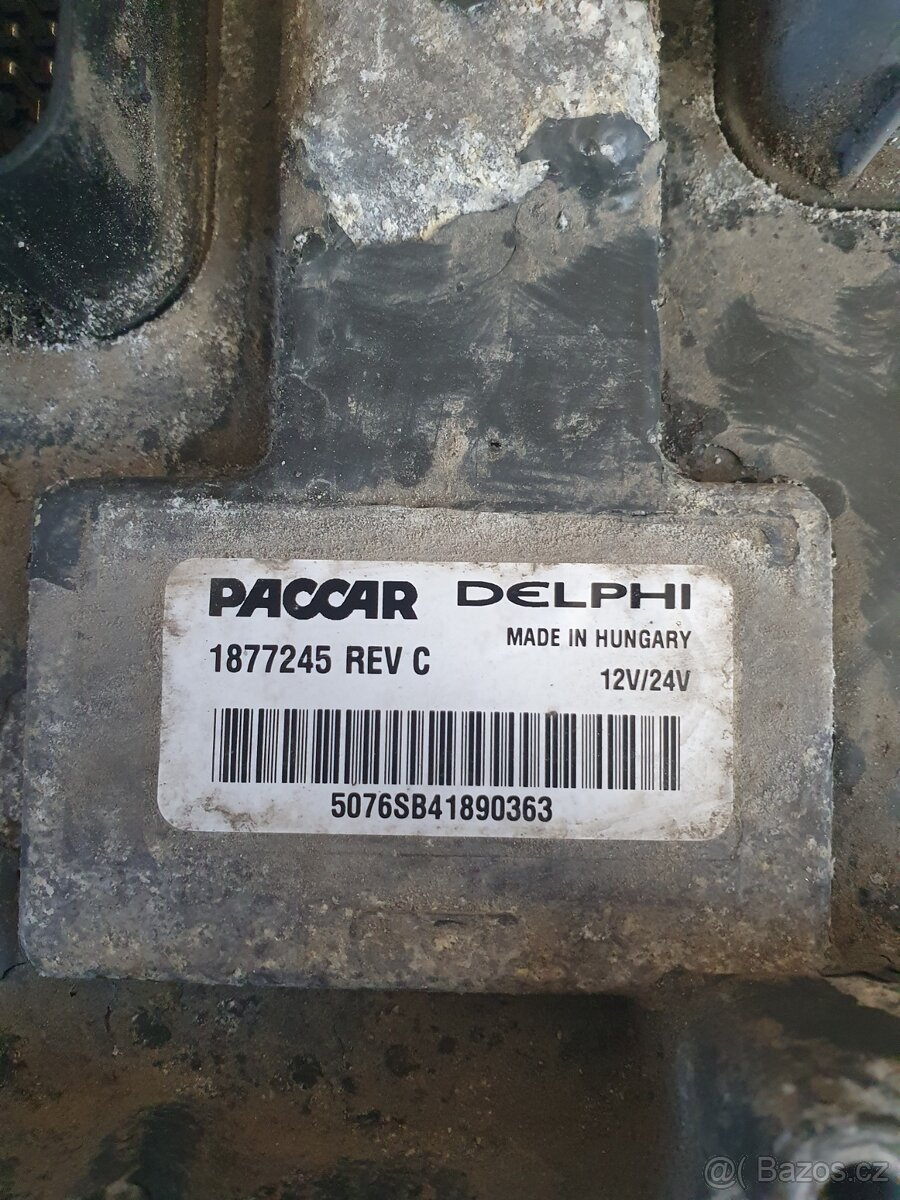 PACCAR DELPHI
MADE IN HUNGARY
1877245 REV C
12V/24V
5076SB41890363
@( Bazos.cz